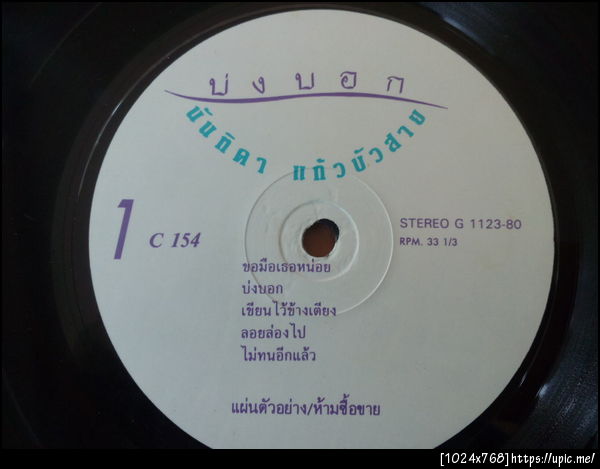 บ่งบอก
นันทิดา แก้วบัวสาย
1 C 154
STEREO G 1123-80
RPM. 33 1/3
ขอมือเธอหน่อย
บ่งบอก
เขียนไว้ข้างเตียง
ลอยล่องไป
ไม่ทนอีกแล้ว
แผ่นตัวอย่าง/ห้ามซื้อขาย
[1024x768]https://upic.me/